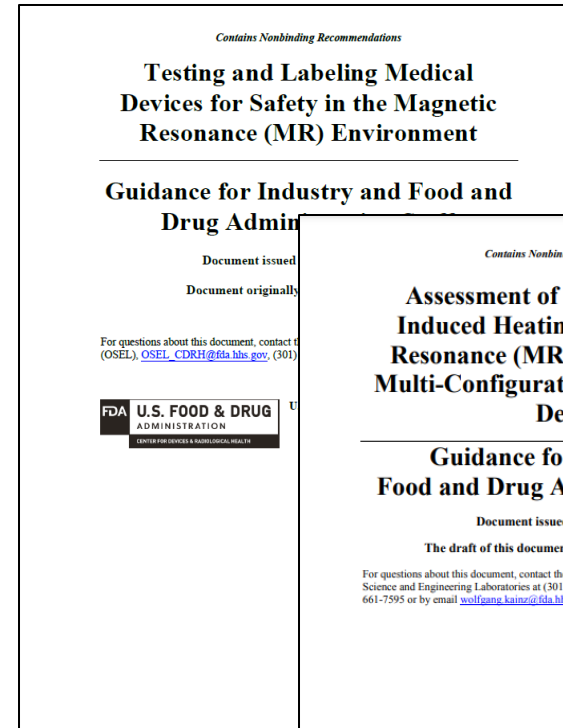 Contains Nonbinding Recommendations
Testing and Labeling Medical
Devices for Safety in the Magnetic
Resonance (MR) Environment
Guidance for Industry and Food and
Drug Admin
Document issued
Document originally
For questions about this document, contact
(OSEL), OSEL_CDRH@fda.hhs.gov, (301)
FDA U.S. FOOD & DRUG
ADMINISTRATION
CENTER FOR DEVICES & RADIOLOGICAL HEALTH
U
Contains Nonbin
Assessment of
Induced Heatin
Resonance (MR
Multi-Configurat
De
Guidance fo
Food and Drug A
Document issue
The draft of this documen
For questions about this document, contact the
Science and Engineering Laboratories at (301
661-7595 or by email wolfgang.kainz@fda.hh